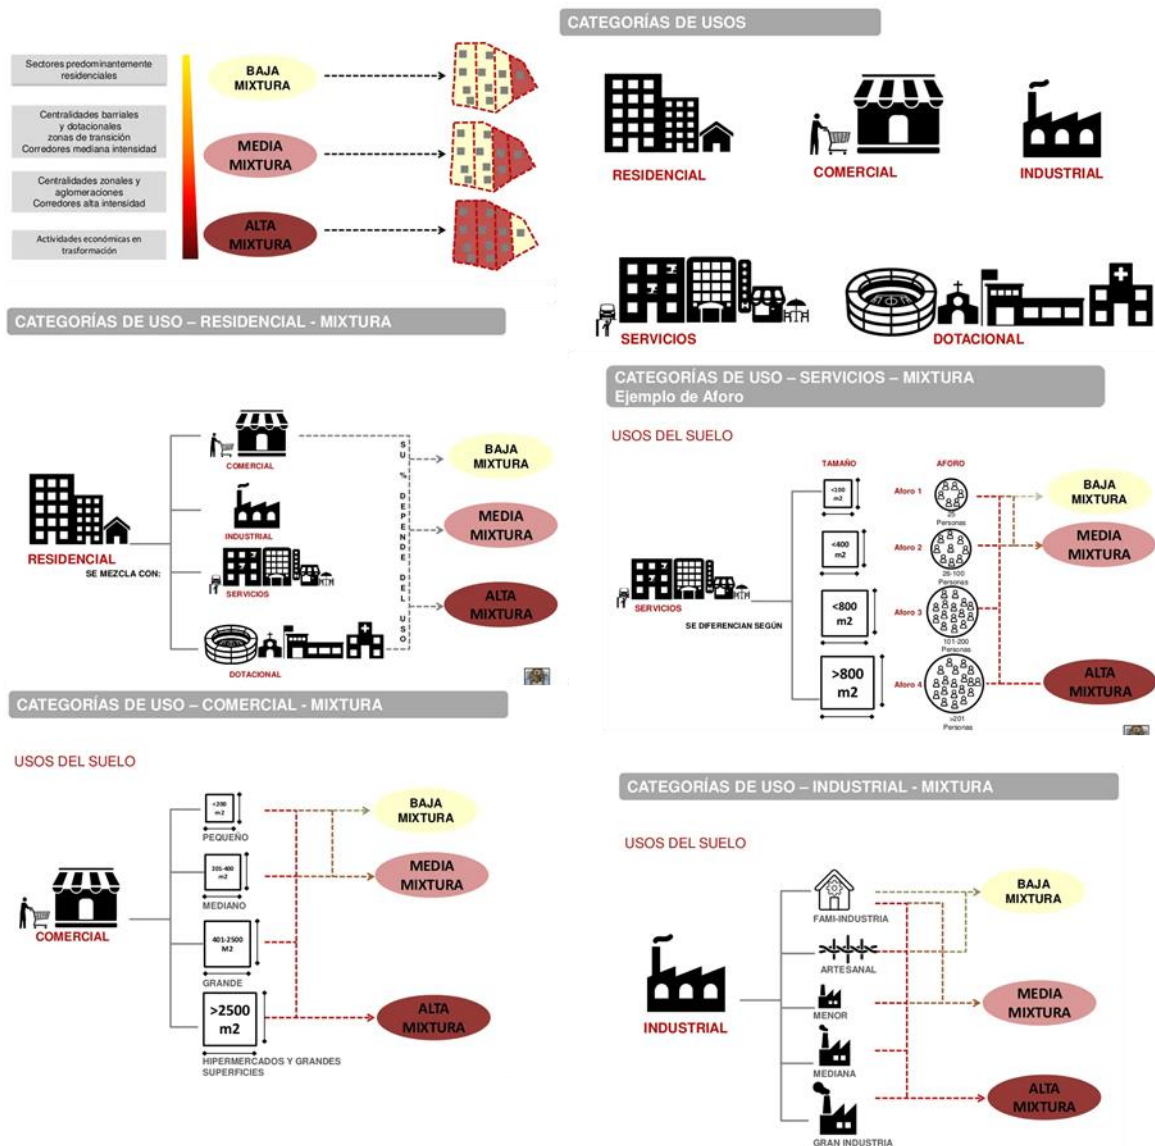 Sectores predominantemente
residenciales
Centralidades barriales
y dotacionales
zonas de transición
Corredores mediana intensidad
Centralidades zonales y
aglomeraciones
Corredores alta intensidad
Actividades económicas en
trasformación
BAJA
MIXTURA
MEDIA
MIXTURA
ALTA
MIXTURA
CATEGORÍAS DE USOS
RESIDENCIAL
COMERCIAL
INDUSTRIAL
SERVICIOS
DOTACIONAL
CATEGORÍAS DE USO – RESIDENCIAL - MIXTURA
RESIDENCIAL
SE MEZCLA CON:
COMERCIAL
INDUSTRIAL
SERVICIOS
DOTACIONAL
SU % DEPENDE DEL USO
BAJA
MIXTURA
MEDIA
MIXTURA
ALTA
MIXTURA
CATEGORÍAS DE USO – SERVICIOS – MIXTURA
Ejemplo de Aforo
USOS DEL SUELO
SERVICIOS
SE DIFERENCIAN SEGÚN
TAMAÑO
<100
m2
<400
m2
<800
m2
>800
m2
AFORO
Aforo 1
25
Personas
Aforo 2
26-100
Personas
Aforo 3
101-200
Personas
Aforo 4
>201
Personas
BAJA
MIXTURA
MEDIA
MIXTURA
ALTA
MIXTURA
CATEGORÍAS DE USO – COMERCIAL - MIXTURA
USOS DEL SUELO
COMERCIAL
<200
m2
PEQUEÑO
201-400
m2
MEDIANO
401-2500
M2
GRANDE
>2500
m2
HIPERMERCADOS Y GRANDES
SUPERFICIES
BAJA
MIXTURA
MEDIA
MIXTURA
ALTA
MIXTURA
CATEGORÍAS DE USO – INDUSTRIAL - MIXTURA
USOS DEL SUELO
INDUSTRIAL
FAMI-INDUSTRIA
ARTESANAL
MENOR
MEDIANA
GRAN INDUSTRIA
BAJA
MIXTURA
MEDIA
MIXTURA
ALTA
MIXTURA